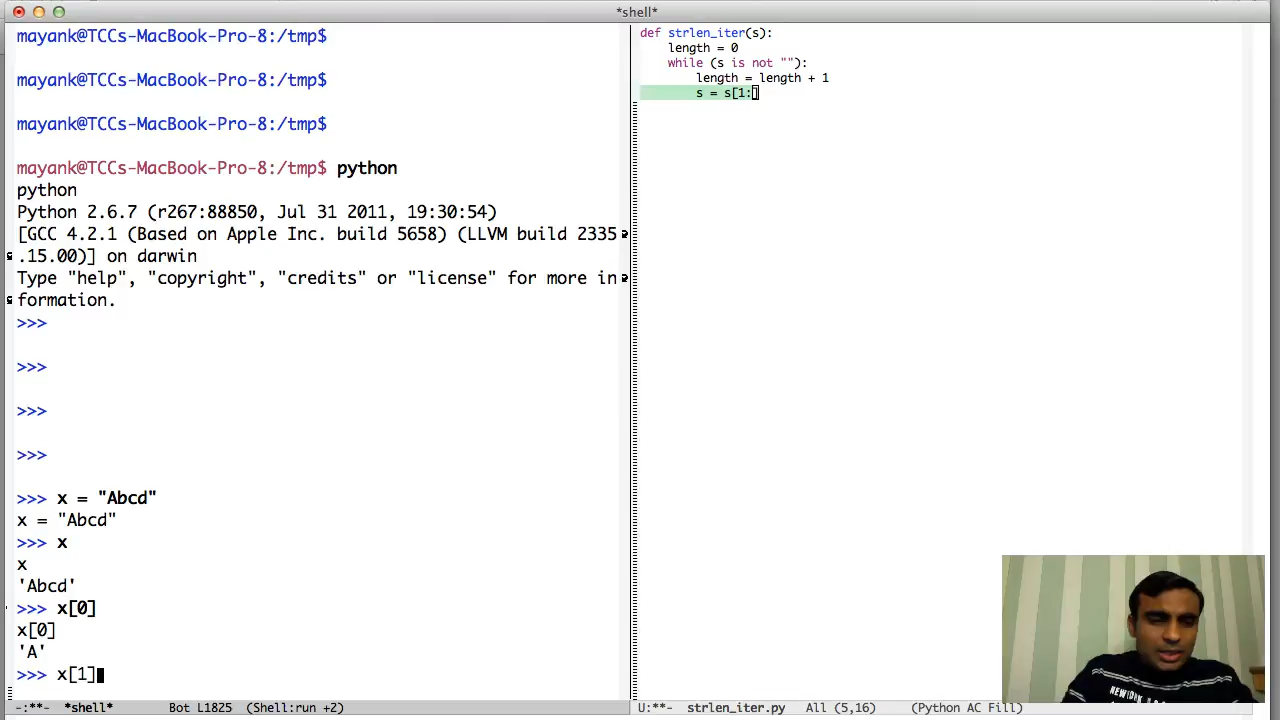 *shell*
mayank@TCCs-MacBook-Pro-8:/tmp$
mayank@TCCs-MacBook-Pro-8:/tmp$
mayank@TCCs-MacBook-Pro-8:/tmp$
mayank@TCCs-MacBook-Pro-8:/tmp$ python
python
Python 2.6.7 (r267:88850, Jul 31 2011, 19:30:54)
[GCC 4.2.1 (Based on Apple Inc. build 5658) (LLVM build 2335
.15.00)] on darwin
Type "help", "copyright", "credits" or "license" for more in
formation.
>>>
>>>
>>>
>>>
>>> x = "Abcd"
x = "Abcd"
>>> x
x
'Abcd'
>>> x[0]
x[0]
'A'
>>> x[1]
-:**- *shell* Bot L1825 (Shell:run +2)
def strlen_iter(s):
length = 0
while (s is not ""):
length = length + 1
s = s[1:]
U:**- strlen_iter.py All (5,16) (Python AC Fill)